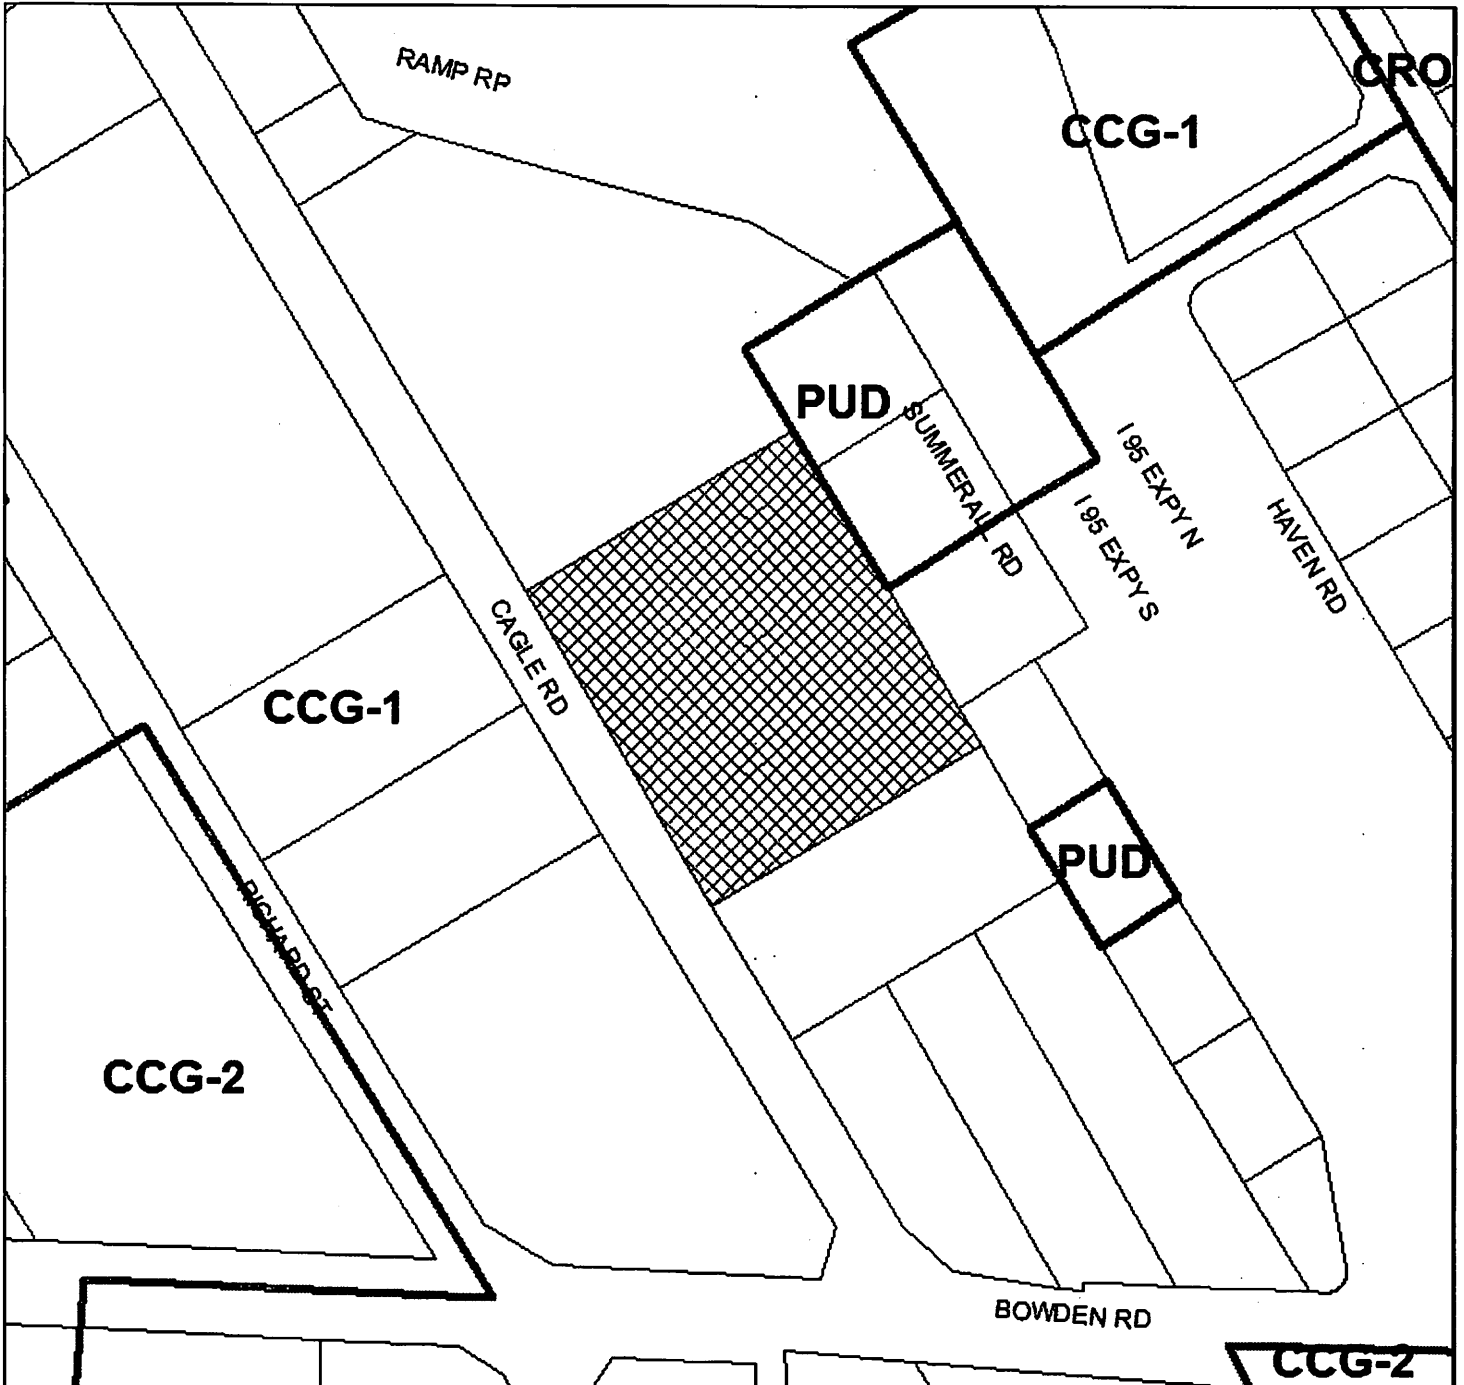 RAMP RP
CRO
CCG-1
PUD
SUMMERALL RD
I 95 EXPY N
I 95 EXPY S
HAVEN RD
CAGLE RD
CCG-1
PUD
RICHARD ST
CCG-2
BOWDEN RD
CCG-2